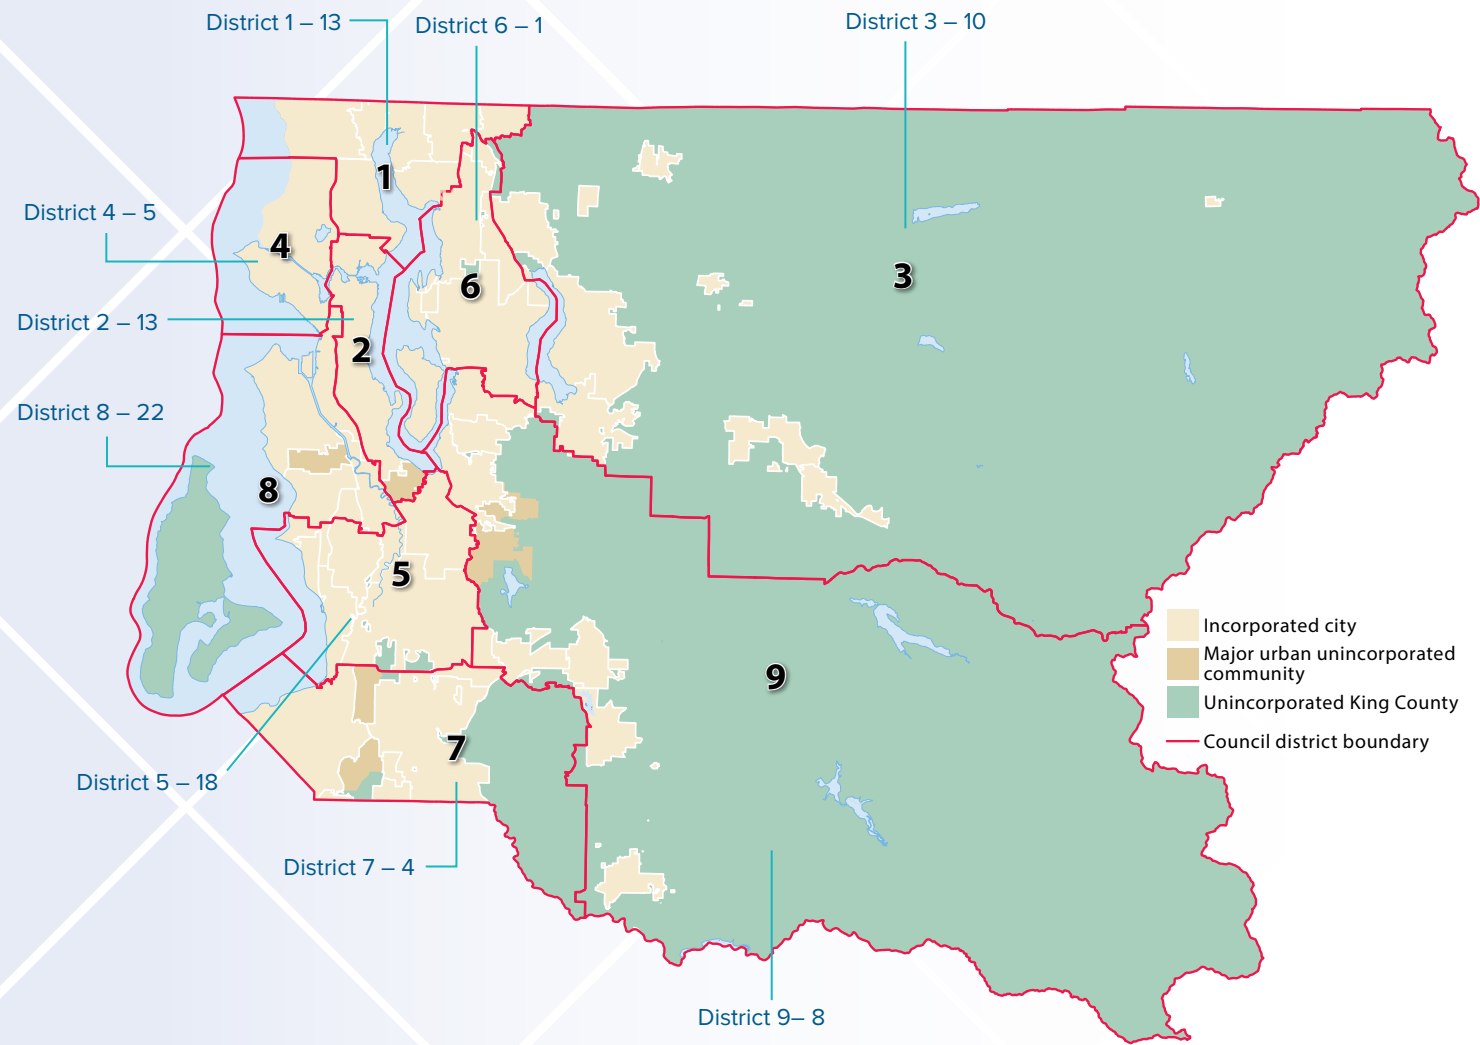 District 1 – 13
District 6 – 1
District 3 – 10
1
District 4 – 5
4
3
6
District 2 – 13
2
District 8 – 22
8
5
Incorporated city
Major urban unincorporated
community
9
Unincorporated King County
Council district boundary
7
District 5 – 18
District 7 – 4
District 9– 8